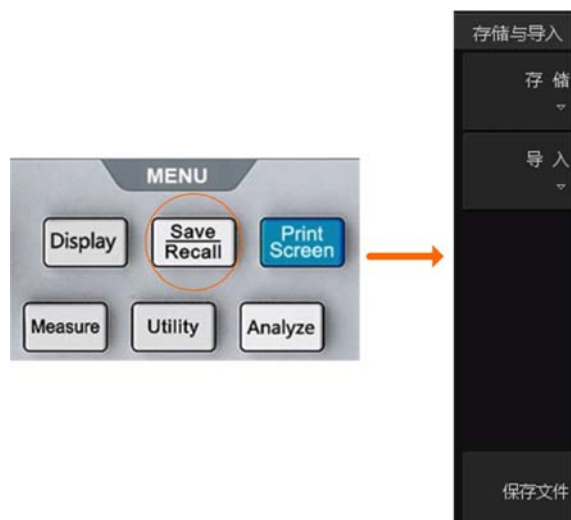 MENU
Display
Save
Recall
Print
Screen
Measure
Utility
Analyze
存储与导入
存 储
导 入
保存文件